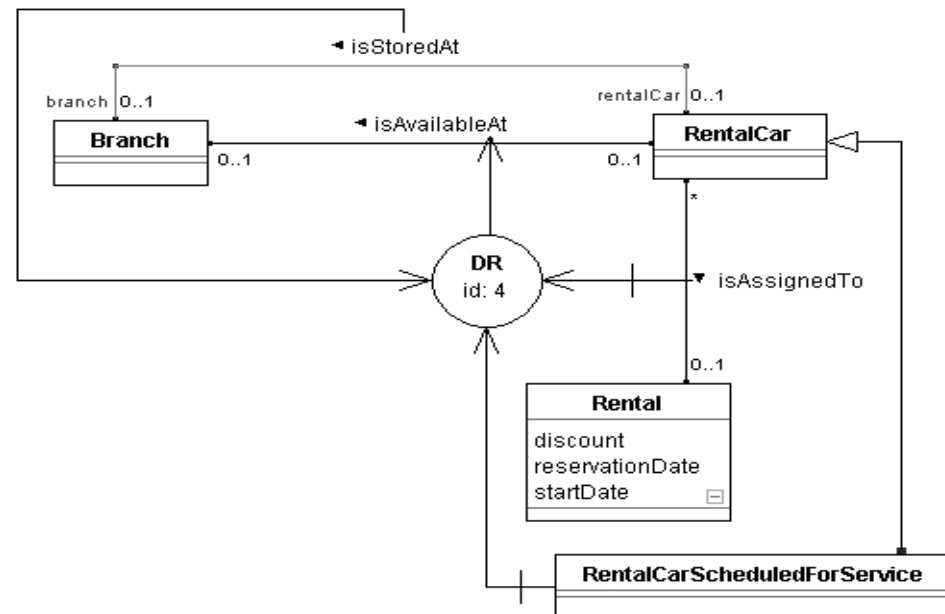 ◄ isStoredAt
branch 0..1
rentalCar 0..1
◄ isAvailableAt
Branch
RentalCar
0..1
0..1
*
DR
id: 4
▼ isAssignedTo
0..1
Rental
discount
reservationDate
startDate
RentalCarScheduledForService